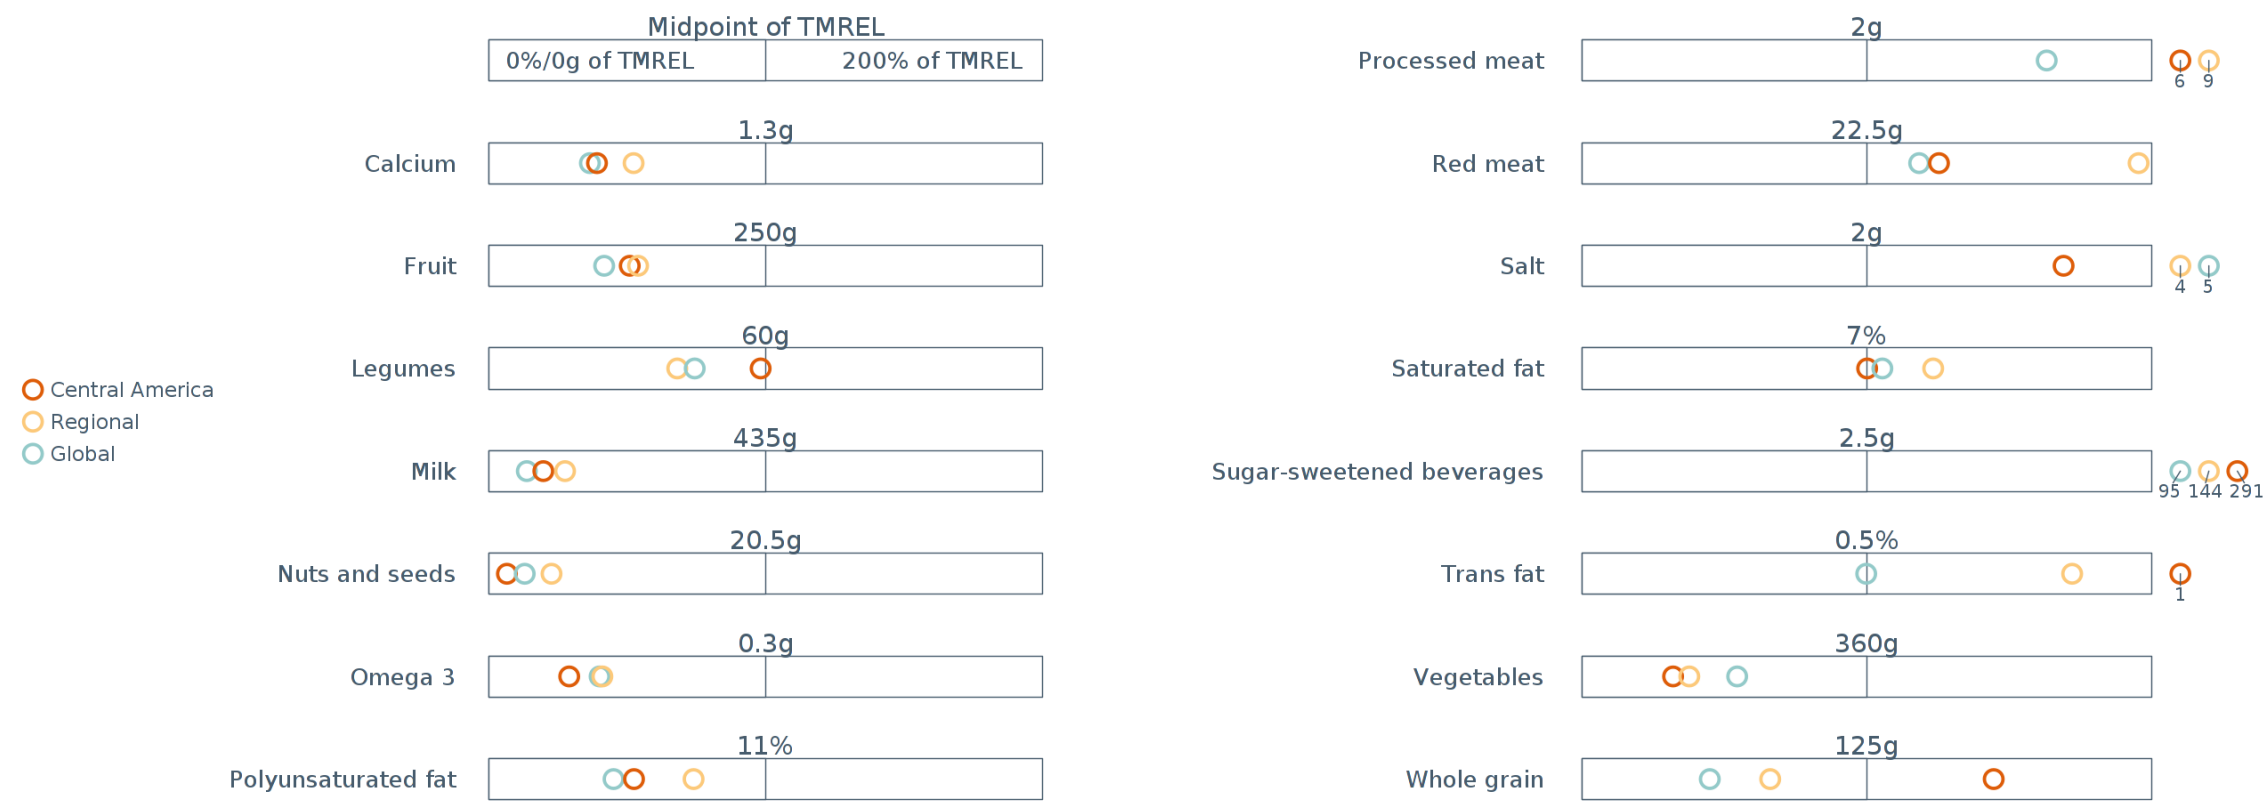 Midpoint of TMREL
0%/0g of TMREL 200% of TMREL
1.3g
Calcium
250g
Fruit
60g
Legumes
Central America
Regional
Global
435g
Milk
20.5g
Nuts and seeds
0.3g
Omega 3
11%
Polyunsaturated fat
2g
Processed meat
6 9
22.5g
Red meat
2g
Salt
4 5
7%
Saturated fat
2.5g
Sugar-sweetened beverages
95 144 291
0.5%
Trans fat
1
360g
Vegetables
125g
Whole grain